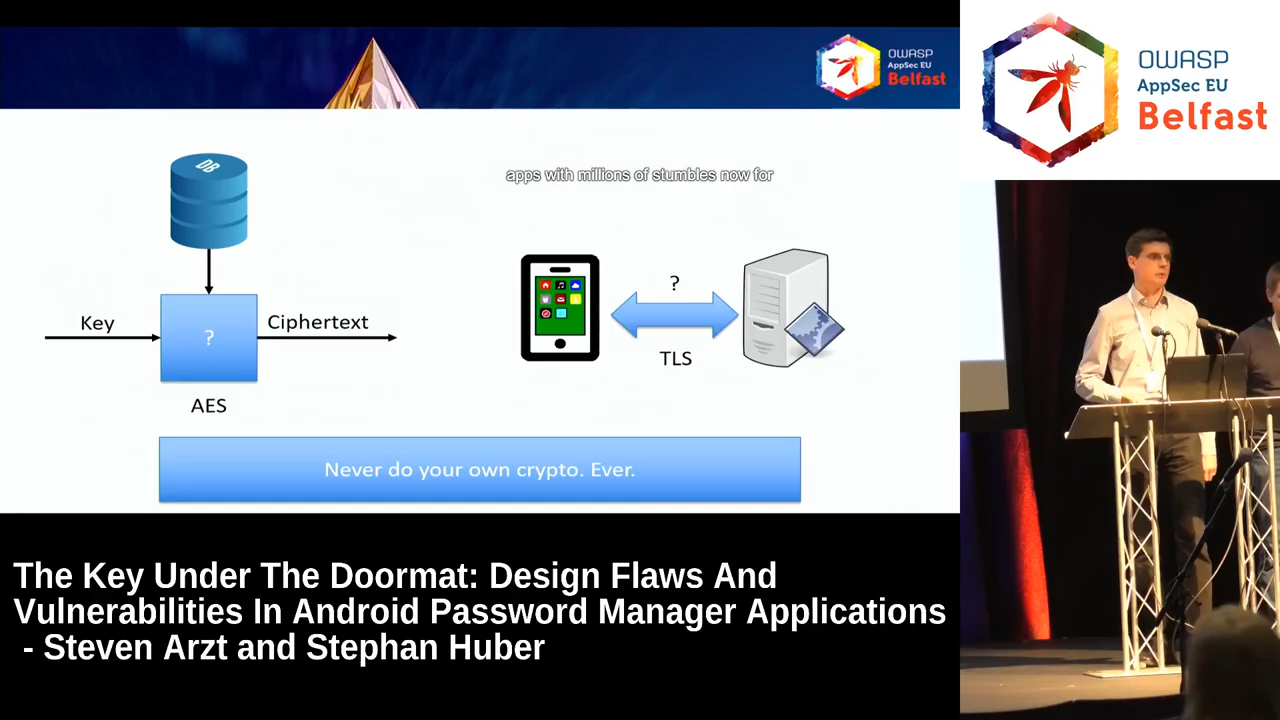 OWASP
AppSec EU
Belfast
OWASP
AppSec EU
Belfast
DB
apps with millions of stumbles now for
Key
?
Ciphertext
AES
?
TLS
Never do your own crypto. Ever.
The Key Under The Doormat: Design Flaws And
Vulnerabilities In Android Password Manager Applications
- Steven Arzt and Stephan Huber